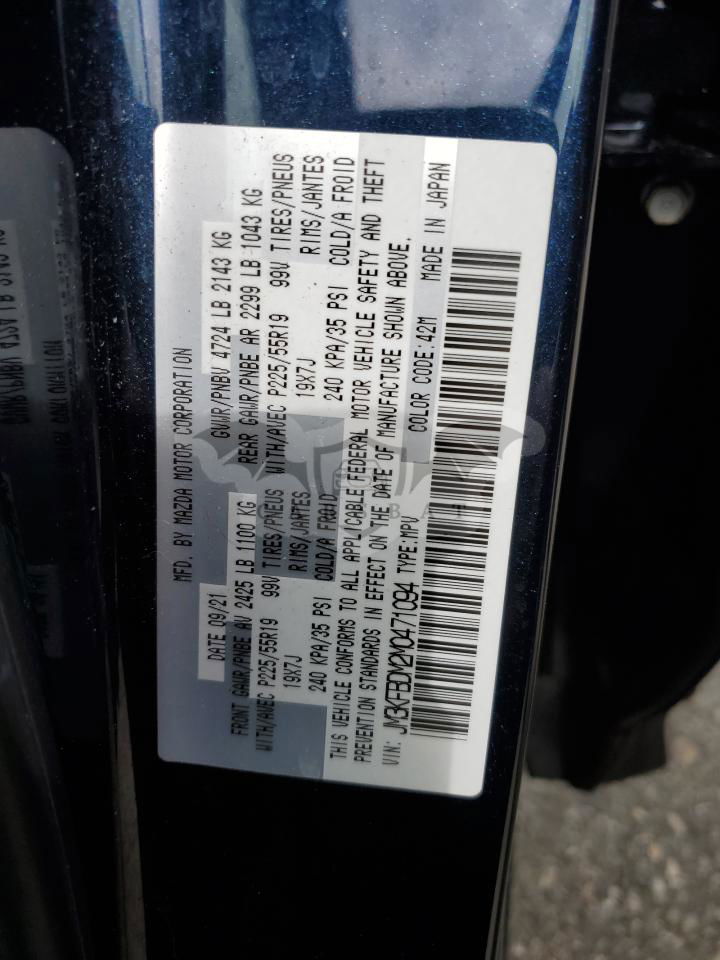 MFD. BY MAZDA MOTOR CORPORATION
DATE 09/21 GVWR/PNBV 4724 LB 2143 KG
FRONT GAWR/PNBE AV 2425 LB 1100 KG REAR GAWR/PNBE AR 2299 LB 1043 KG
WITH/AVEC P225/55R19 99V TIRES/PNEUS WITH/AVEC P225/55R19 99V TIRES/PNEUS
19X7J RIMS/JANTES 19X7J RIMS/JANTES
240 KPA/35 PSI COLD/A FROID 240 KPA/35 PSI COLD/A FROID
THIS VEHICLE CONFORMS TO ALL APPLICABLE FEDERAL MOTOR VEHICLE SAFETY AND THEFT
PREVENTION STANDARDS IN EFFECT ON THE DATE OF MANUFACTURE SHOWN ABOVE.
VIN: JM3KFBDM2M0471094 TYPE:MPV COLOR CODE:42M MADE IN JAPAN